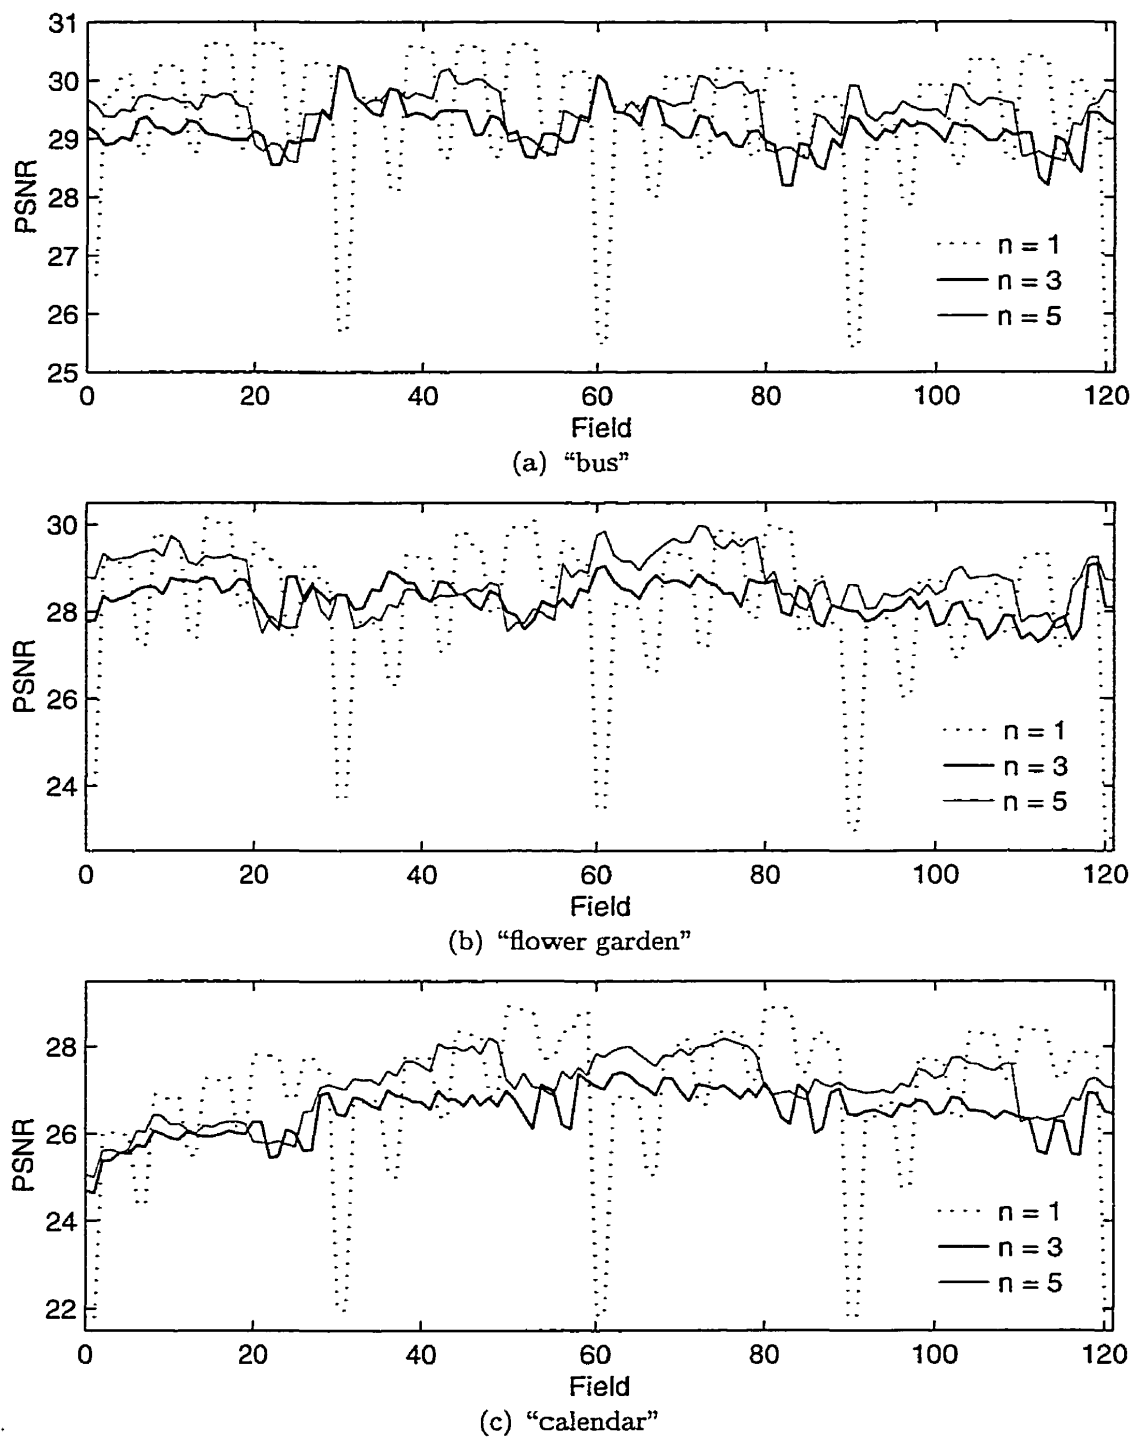 31
30
29
28
27
26
25
PSNR
n = 1
n = 3
n = 5
0 20 40 60 80 100 120
Field
(a) “bus”
30
28
26
24
PSNR
n = 1
n = 3
n = 5
0 20 40 60 80 100 120
Field
(b) “flower garden”
28
26
24
22
PSNR
n = 1
n = 3
n = 5
0 20 40 60 80 100 120
Field
(c) “calendar”